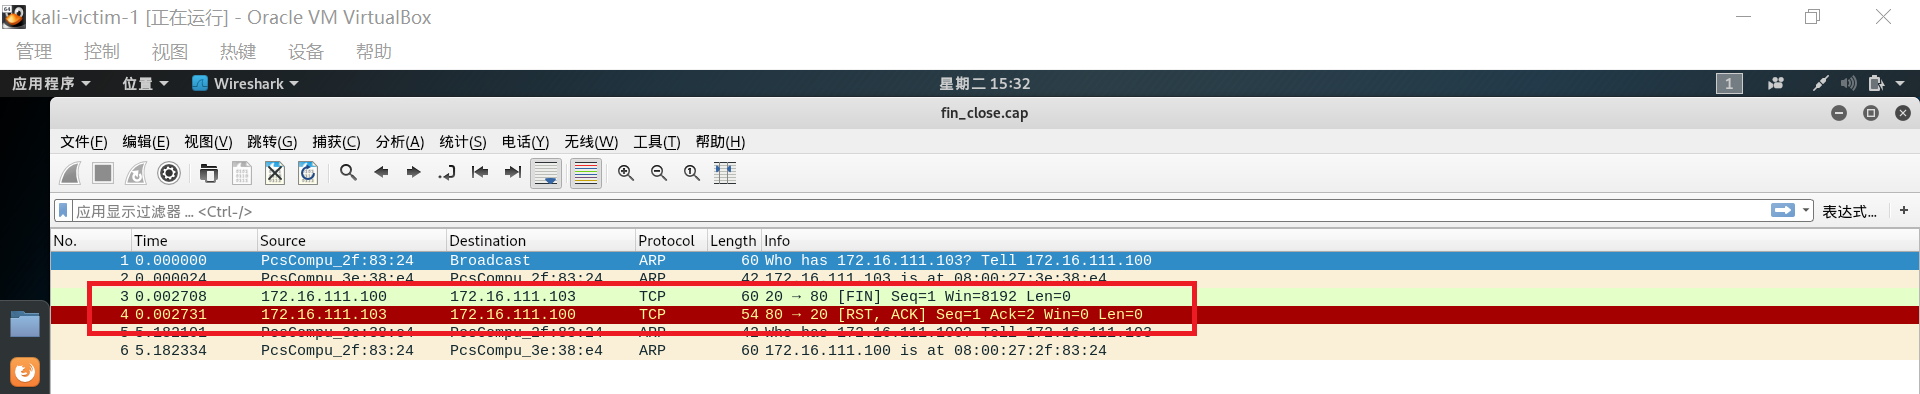 kali-victim-1 [正在运行] - Oracle VM VirtualBox
管理 控制 视图 热键 设备 帮助
应用程序 位置 Wireshark 星期二 15:32 1
fin_close.cap
文件(F) 编辑(E) 视图(V) 跳转(G) 捕获(C) 分析(A) 统计(S) 电话(Y) 无线(W) 工具(T) 帮助(H)
应用显示过滤器 … <Ctrl-/> 表达式… +
No. Time Source Destination Protocol Length Info
1 0.000000 PcsCompu_2f:83:24 Broadcast ARP 60 Who has 172.16.111.103? Tell 172.16.111.100
2 0.000024 PcsCompu_3e:38:e4 PcsCompu_2f:83:24 ARP 42 172.16.111.103 is at 08:00:27:3e:38:e4
3 0.002708 172.16.111.100 172.16.111.103 TCP 60 20 → 80 [FIN] Seq=1 Win=8192 Len=0
4 0.002731 172.16.111.103 172.16.111.100 TCP 54 80 → 20 [RST, ACK] Seq=1 Ack=2 Win=0 Len=0
5 5.182101 PcsCompu_3e:38:e4 PcsCompu_2f:83:24 ARP 42 Who has 172.16.111.100? Tell 172.16.111.103
6 5.182334 PcsCompu_2f:83:24 PcsCompu_3e:38:e4 ARP 60 172.16.111.100 is at 08:00:27:2f:83:24